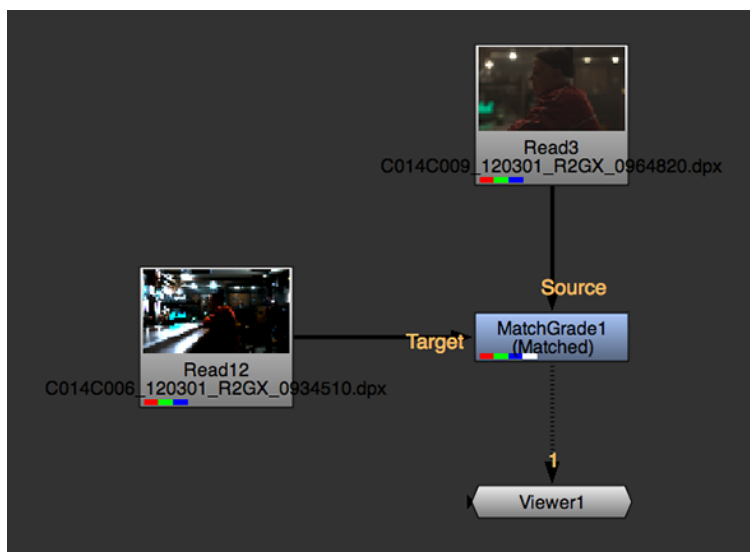 Read3
C014C009_120301_R2GX_0964820.dpx
Source
MatchGrade1
(Matched)
Target
Read12
C014C006_120301_R2GX_0934510.dpx
1
Viewer1